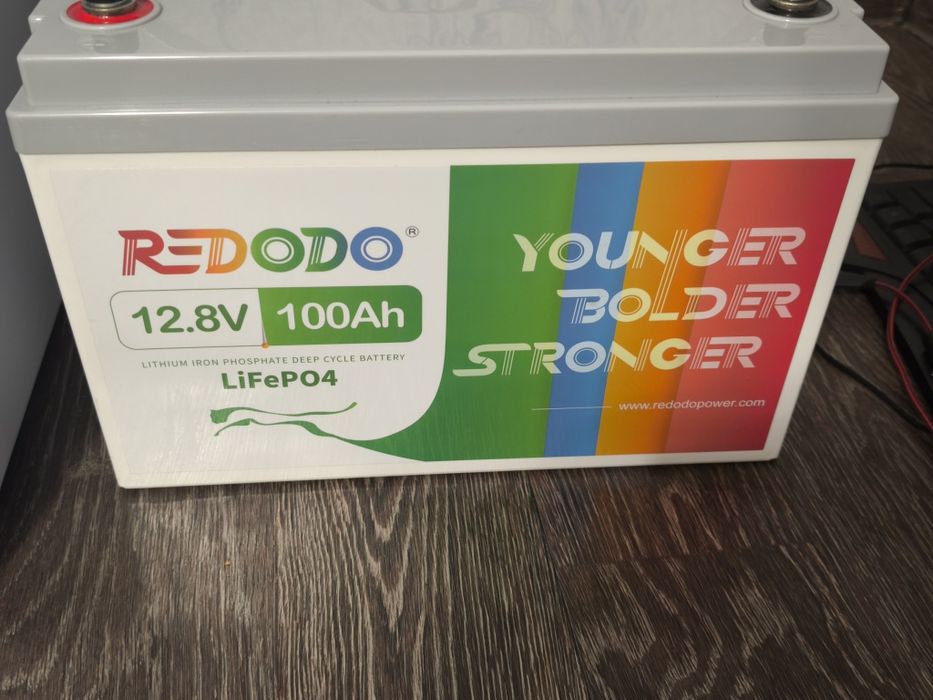 REDODO®
12.8V 100Ah
LITHIUM IRON PHOSPHATE DEEP CYCLE BATTERY
LiFePO4
YOUNGER
BOLDER
STRONGER
www.redodopower.com